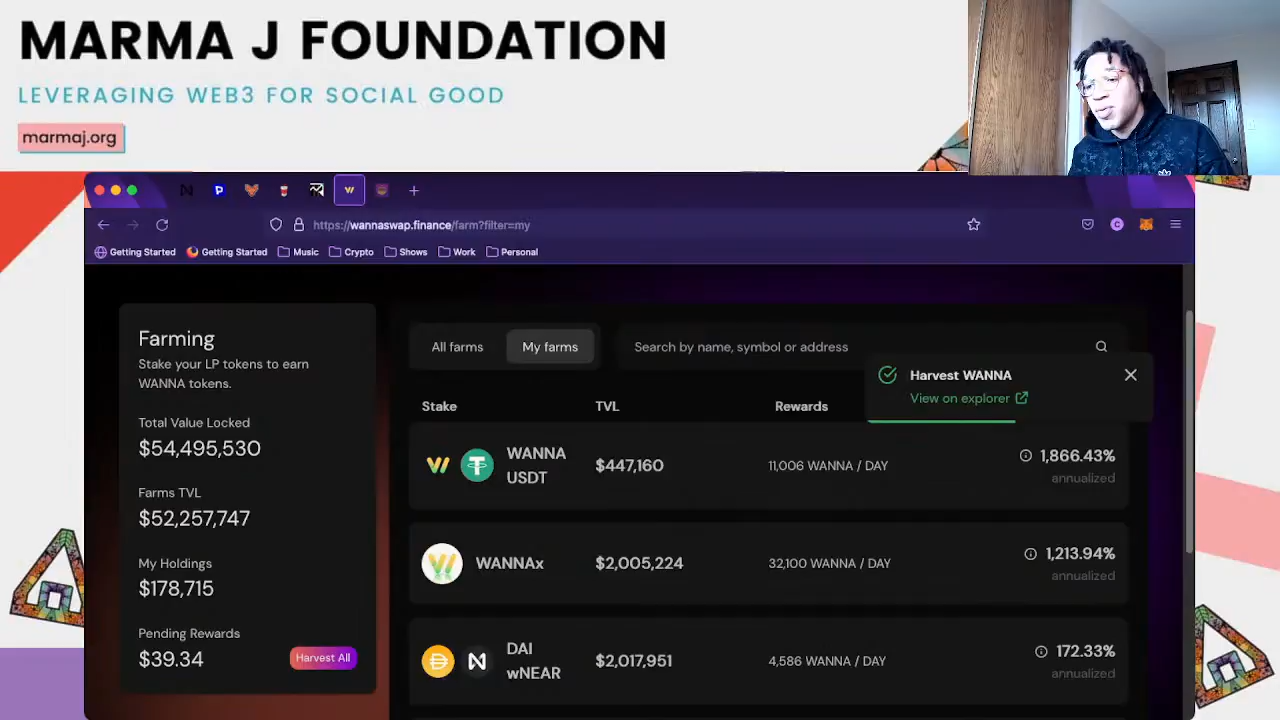 MARMA J FOUNDATION
LEVERAGING WEB3 FOR SOCIAL GOOD
marmaj.org
https://wannaswap.finance/farm?filter=my
Getting Started
Getting Started
Music
Crypto
Shows
Work
Personal
Farming
Stake your LP tokens to earn
WANNA tokens.
Total Value Locked
$54,495,530
Farms TVL
$52,257,747
My Holdings
$178,715
Pending Rewards
$39.34
Harvest All
All farms
My farms
Search by name, symbol or address
Harvest WANNA
View on explorer
Stake
TVL
Rewards
WANNA
USDT
$447,160
11,006 WANNA / DAY
1,866.43%
annualized
WANNAx
$2,005,224
32,100 WANNA / DAY
1,213.94%
annualized
DAI
wNEAR
$2,017,951
4,586 WANNA / DAY
172.33%
annualized